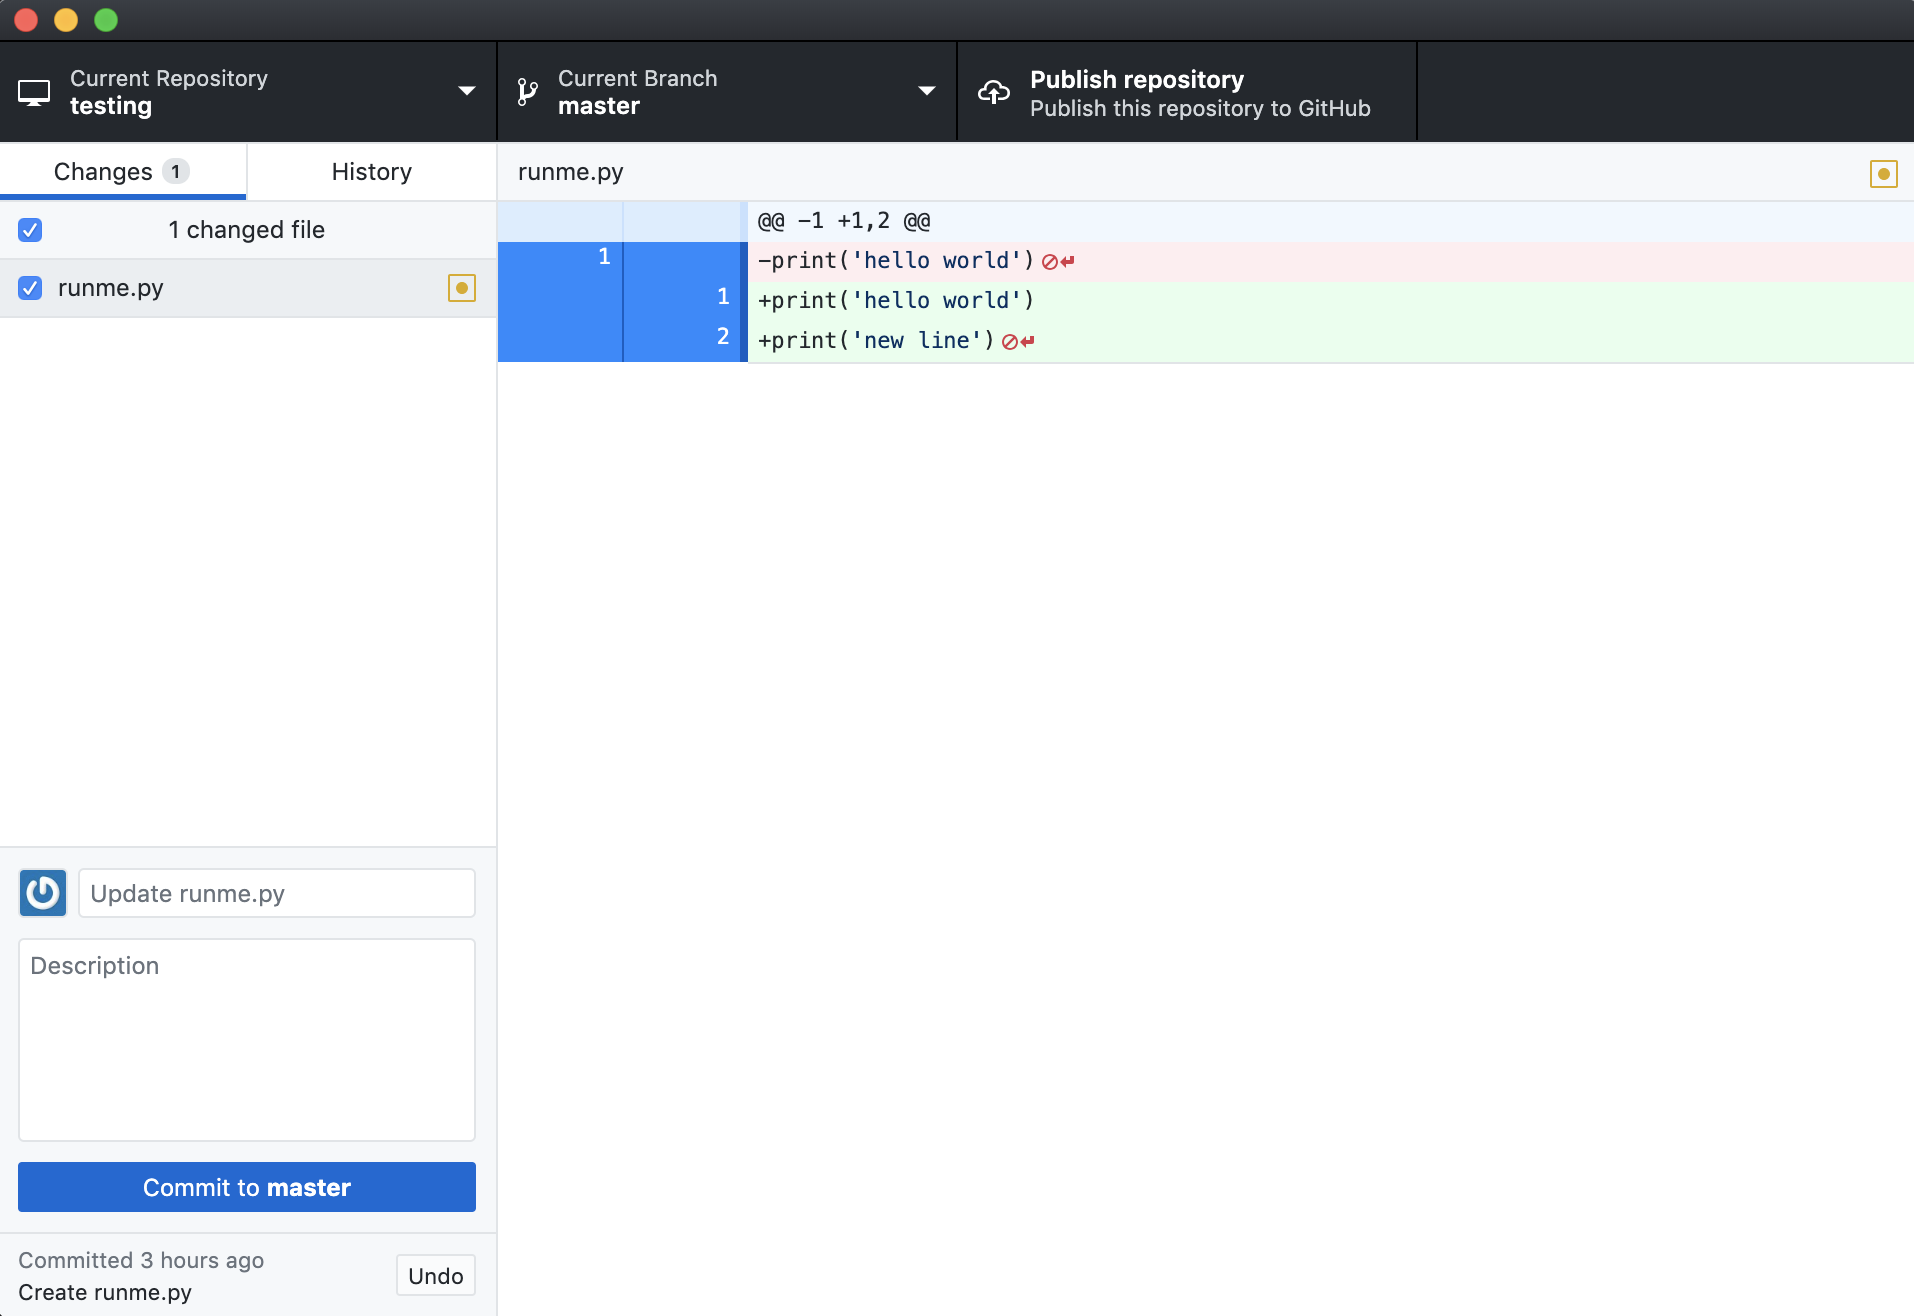 Current Repository
testing
Current Branch
master
Publish repository
Publish this repository to GitHub
Changes 1
History
runme.py
1 changed file
runme.py
@@ -1 +1,2 @@
1 -print('hello world')
1 +print('hello world')
2 +print('new line')
Update runme.py
Description
Commit to master
Committed 3 hours ago
Create runme.py
Undo